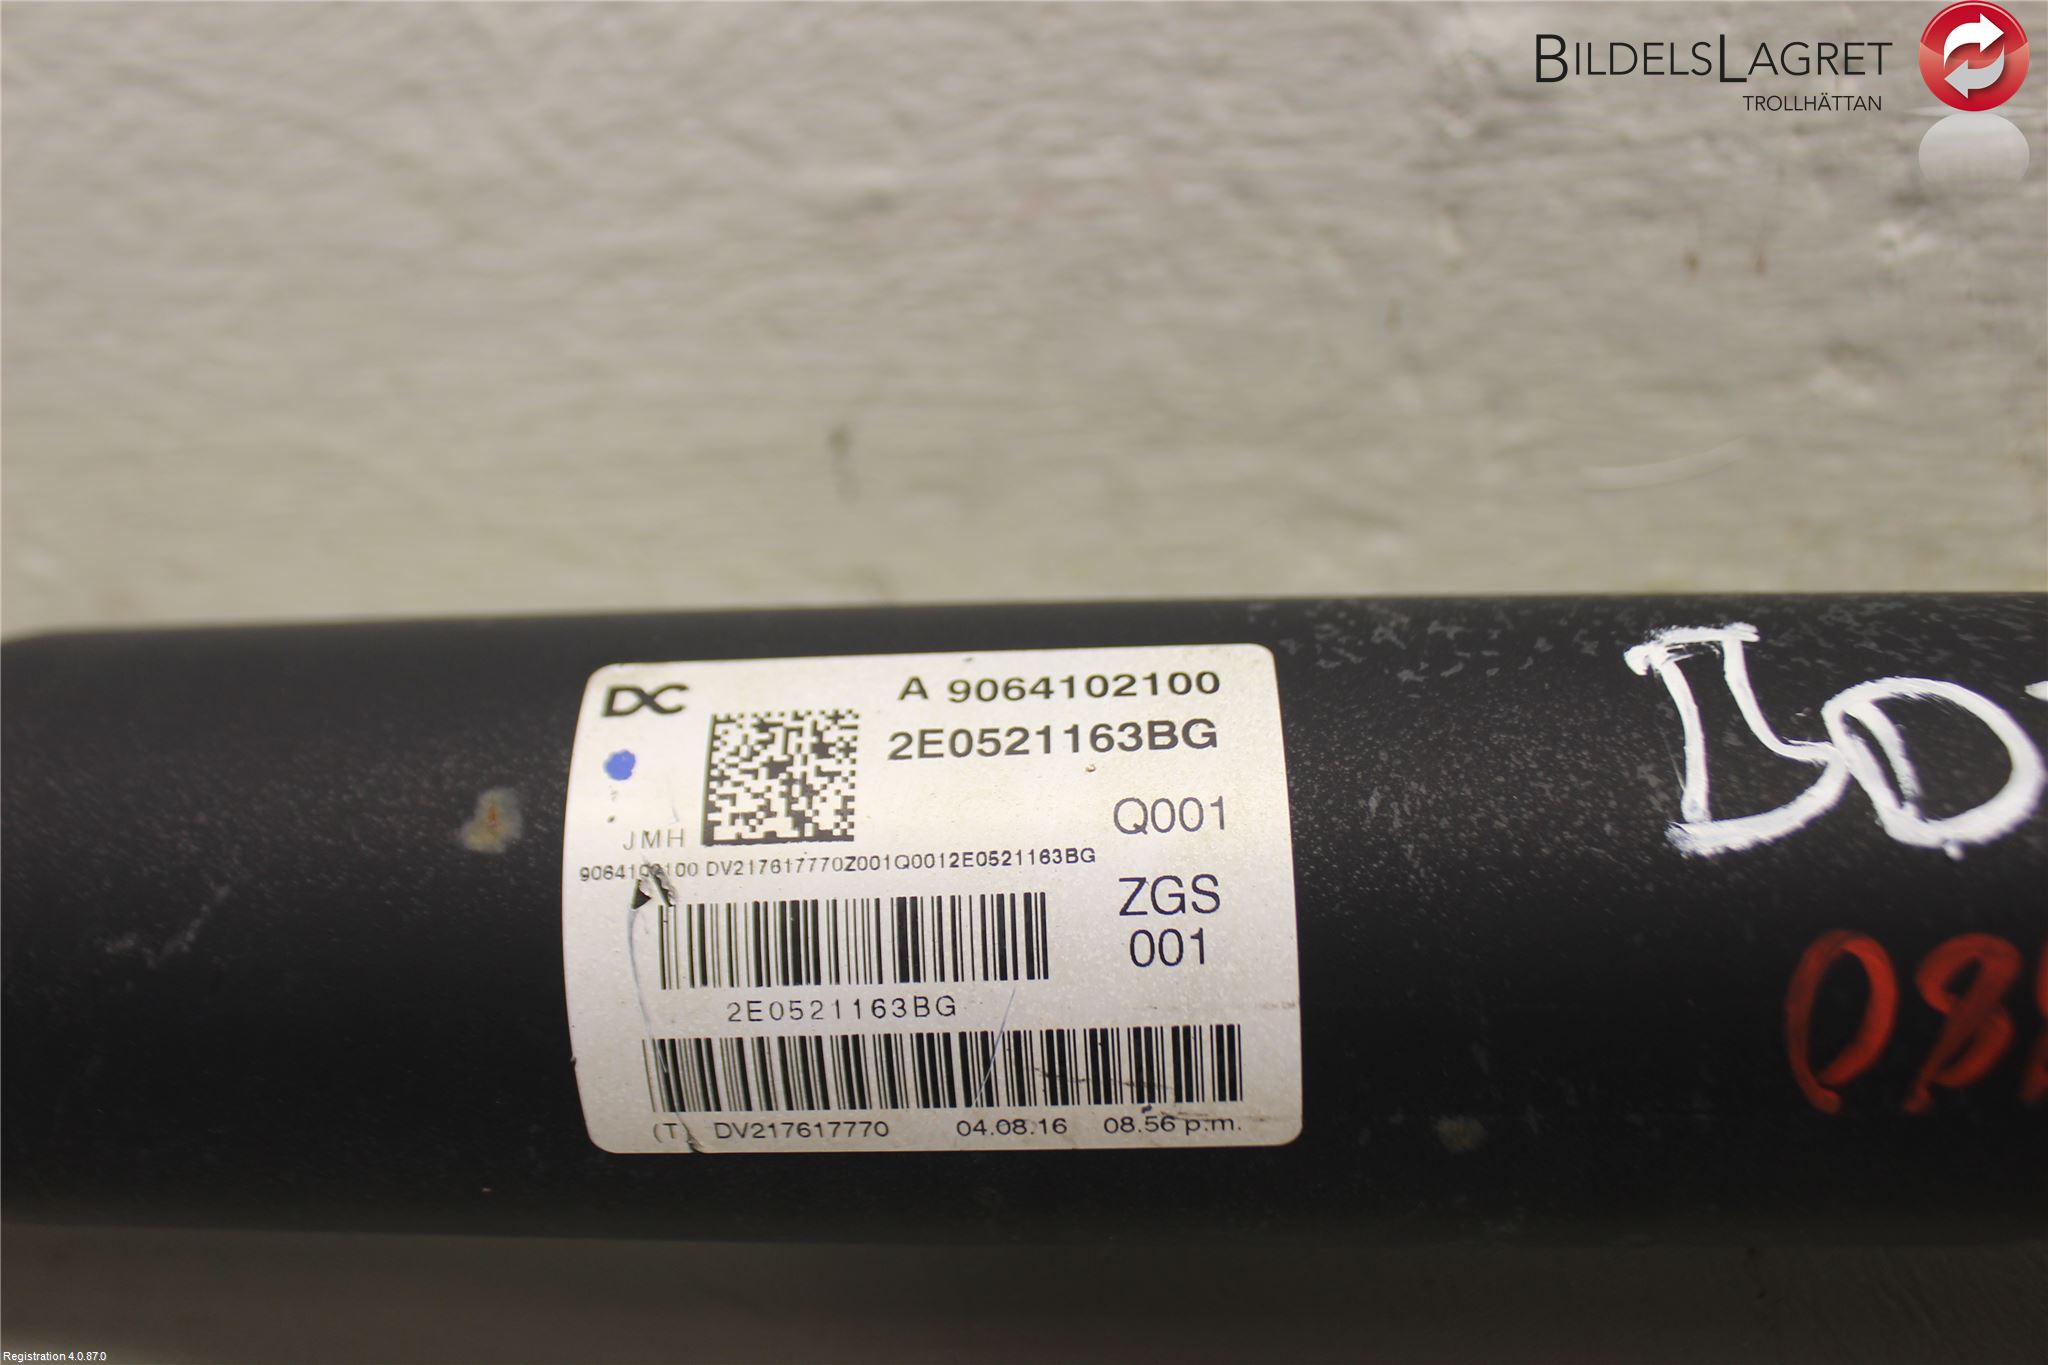 BILDELSLAGRET
TROLLHÄTTAN
DC
A 9064102100
2E0521163BG
Q001
JMH
9064102100 DV217617770Z001Q0012E0521163BG
ZGS
001
2E0521163BG
(T) DV217617770 04.08.16 08.56 p.m.
Registration 4.0.87.0